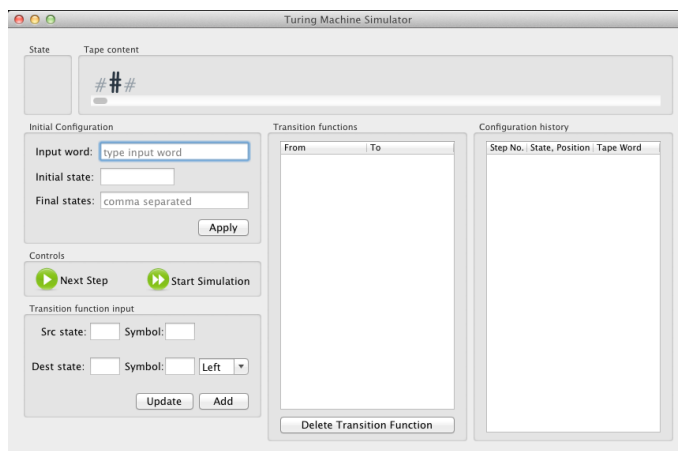 Turing Machine Simulator
State
Tape content
# # #
Initial Configuration
Input word: type input word
Initial state:
Final states: comma separated
Apply
Controls
Next Step
Start Simulation
Transition function input
Src state: Symbol:
Dest state: Symbol: Left
Update Add
Transition functions
From To
Delete Transition Function
Configuration history
Step No. State, Position Tape Word